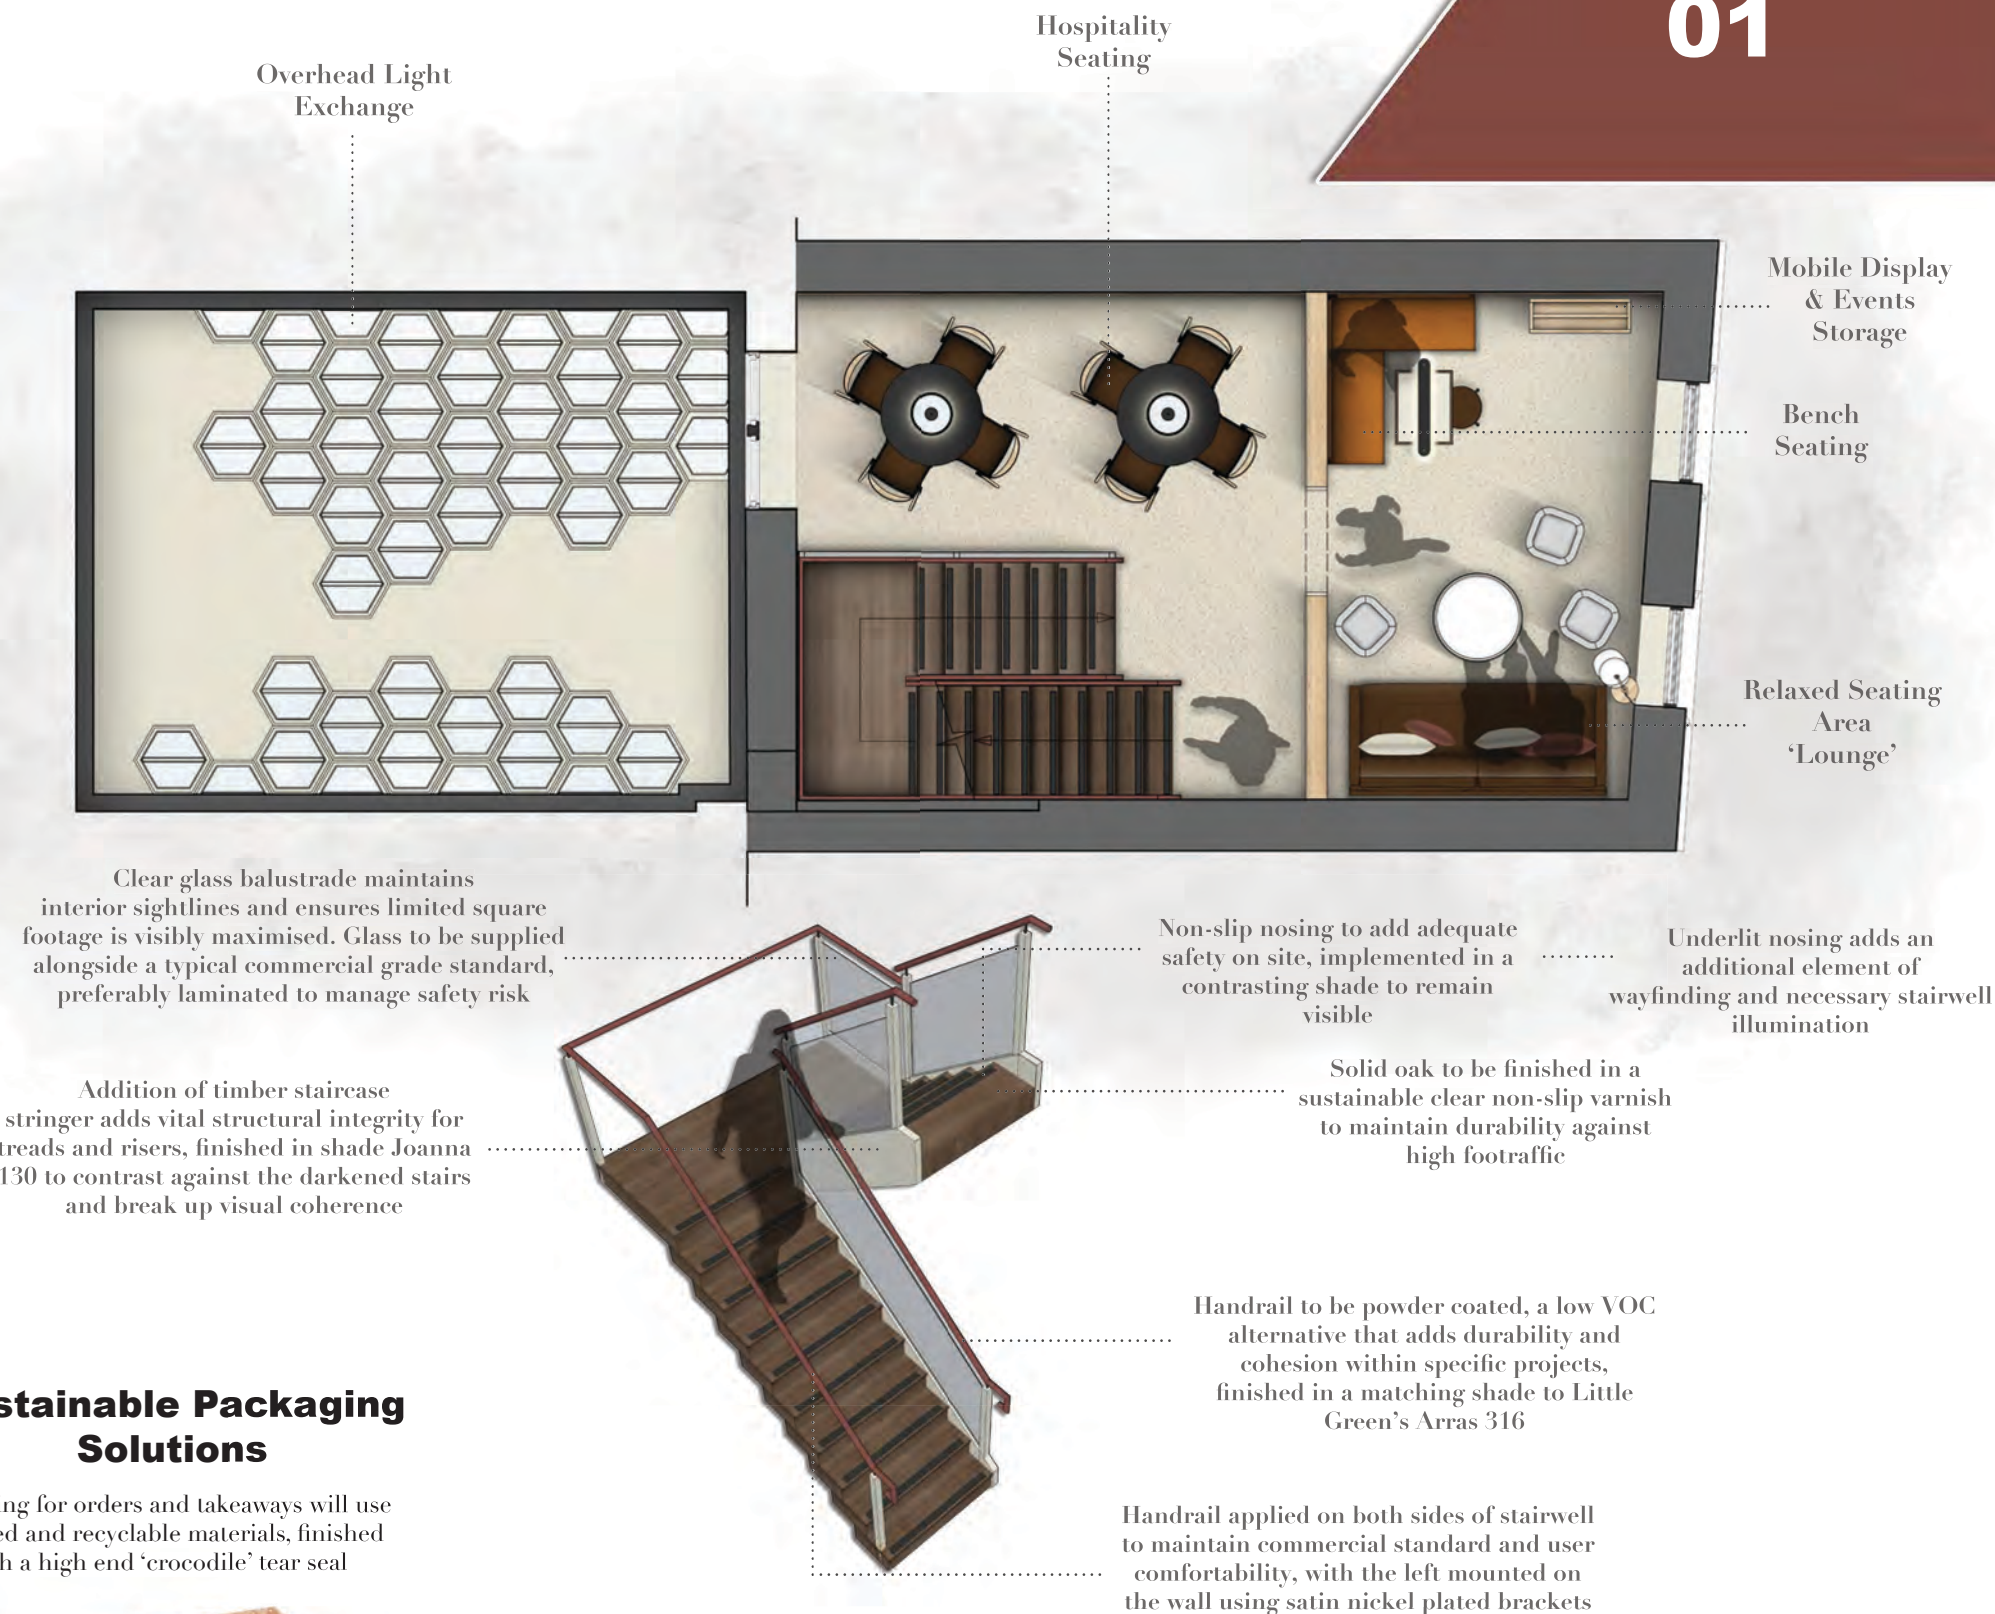 01
Hospitality
Seating
Overhead Light
Exchange
Mobile Display
& Events
Storage
Bench
Seating
Relaxed Seating
Area
‘Lounge’
Clear glass balustrade maintains
interior sightlines and ensures limited square
footage is visibly maximised. Glass to be supplied
alongside a typical commercial grade standard,
preferably laminated to manage safety risk
Non-slip nosing to add adequate
safety on site, implemented in a
contrasting shade to remain
visible
Underlit nosing adds an
additional element of
wayfinding and necessary stairwell
illumination
Addition of timber staircase
stringer adds vital structural integrity for
treads and risers, finished in shade Joanna
130 to contrast against the darkened stairs
and break up visual coherence
Solid oak to be finished in a
sustainable clear non-slip varnish
to maintain durability against
high footraffic
Handrail to be powder coated, a low VOC
alternative that adds durability and
cohesion within specific projects,
finished in a matching shade to Little
Green’s Arras 316
Handrail applied on both sides of stairwell
to maintain commercial standard and user
comfortability, with the left mounted on
the wall using satin nickel plated brackets
stainable Packaging
Solutions
ng for orders and takeaways will use
ed and recyclable materials, finished
h a high end ‘crocodile’ tear seal